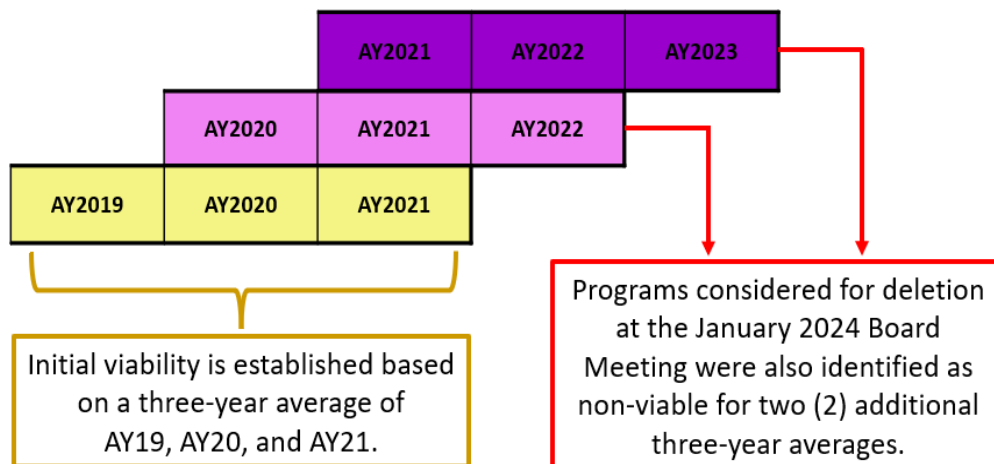 AY2021 AY2022 AY2023
AY2020 AY2021 AY2022
AY2019 AY2020 AY2021
Initial viability is established based
on a three-year average of
AY19, AY20, and AY21.
Programs considered for deletion
at the January 2024 Board
Meeting were also identified as
non-viable for two (2) additional
three-year averages.